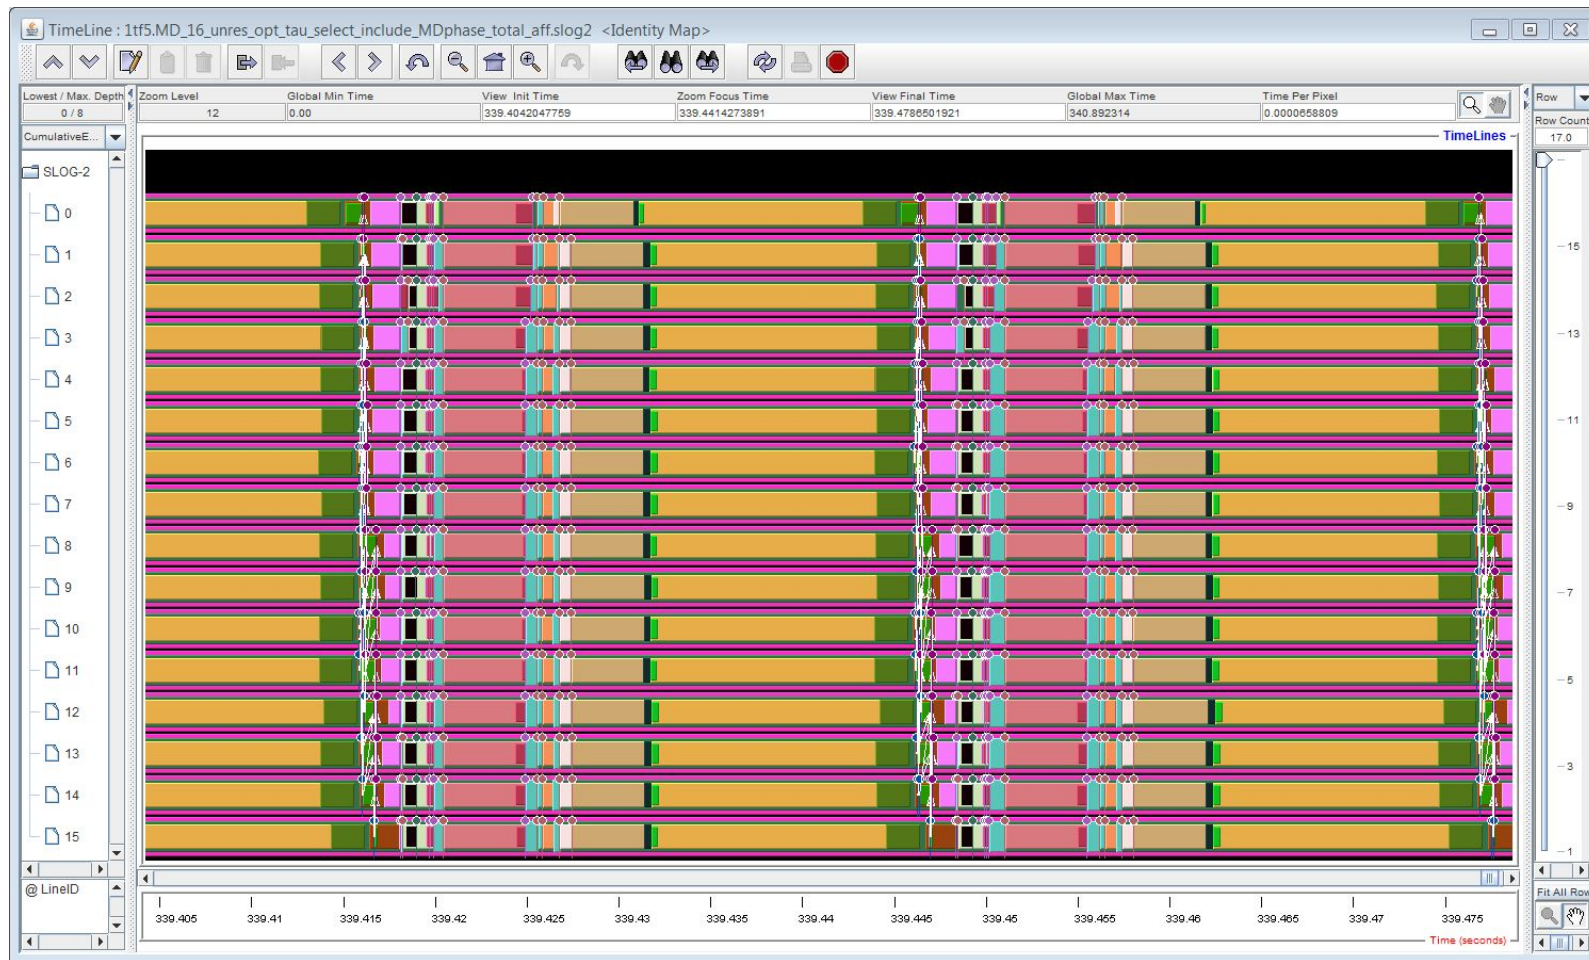 TimeLine : 1tf5.MD_16_unres_opt_tau_select_include_MDphase_total_aff.slog2 <Identity Map>
Lowest / Max. Depth Zoom Level Global Min Time View Init Time Zoom Focus Time View Final Time Global Max Time Time Per Pixel Row
0 / 8 12 0.00 339.4042047759 339.4414273891 339.4786501921 340.892314 0.0000658809 Row Count
CumulativeE... 17.0
TimeLines
SLOG-2
0
1
15
2
3
13
4
5
11
6
7
9
8
9
7
10
11
5
12
13
3
14
15
1
@ LineID
Fit All Row
339.405 339.41 339.415 339.42 339.425 339.43 339.435 339.44 339.445 339.45 339.455 339.46 339.465 339.47 339.475
Time (seconds)